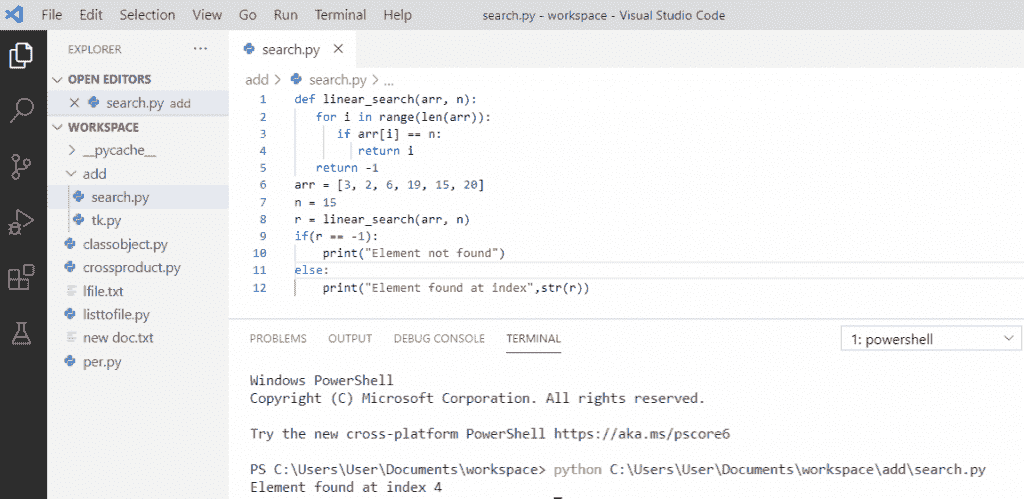 File Edit Selection View Go Run Terminal Help search.py - workspace - Visual Studio Code
EXPLORER ...
OPEN EDITORS
search.py add
WORKSPACE
__pycache__
add
search.py
tk.py
classobject.py
crossproduct.py
lfile.txt
listtofile.py
new doc.txt
per.py
search.py
add > search.py > ...
1 def linear_search(arr, n):
2 for i in range(len(arr)):
3 if arr[i] == n:
4 return i
5 return -1
6 arr = [3, 2, 6, 19, 15, 20]
7 n = 15
8 r = linear_search(arr, n)
9 if(r == -1):
10 print("Element not found")
11 else:
12 print("Element found at index",str(r))
PROBLEMS OUTPUT DEBUG CONSOLE TERMINAL 1: powershell
Windows PowerShell
Copyright (C) Microsoft Corporation. All rights reserved.
Try the new cross-platform PowerShell https://aka.ms/pscore6
PS C:\Users\User\Documents\workspace> python C:\Users\User\Documents\workspace\add\search.py
Element found at index 4